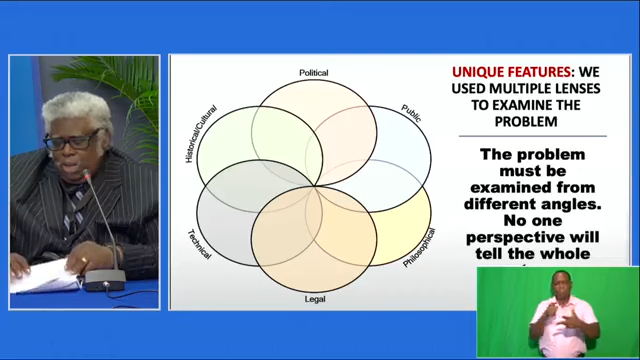 Political
Historical/Cultural
Public
Technical
Philosophical
Legal
UNIQUE FEATURES: WE
USED MULTIPLE LENSES
TO EXAMINE THE
PROBLEM
The problem
must be
examined from
different angles.
No one
perspective will
tell the whole